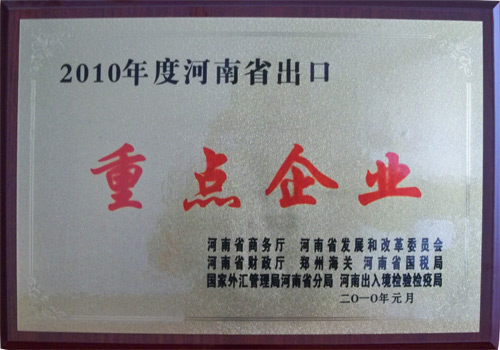 2010年度河南省出口
重点企业
河南省商务厅 河南省发展和改革委员会
河南省财政厅 郑州海关 河南省国税局
国家外汇管理局河南省分局 河南出入境检验检疫局
二O一O年元月